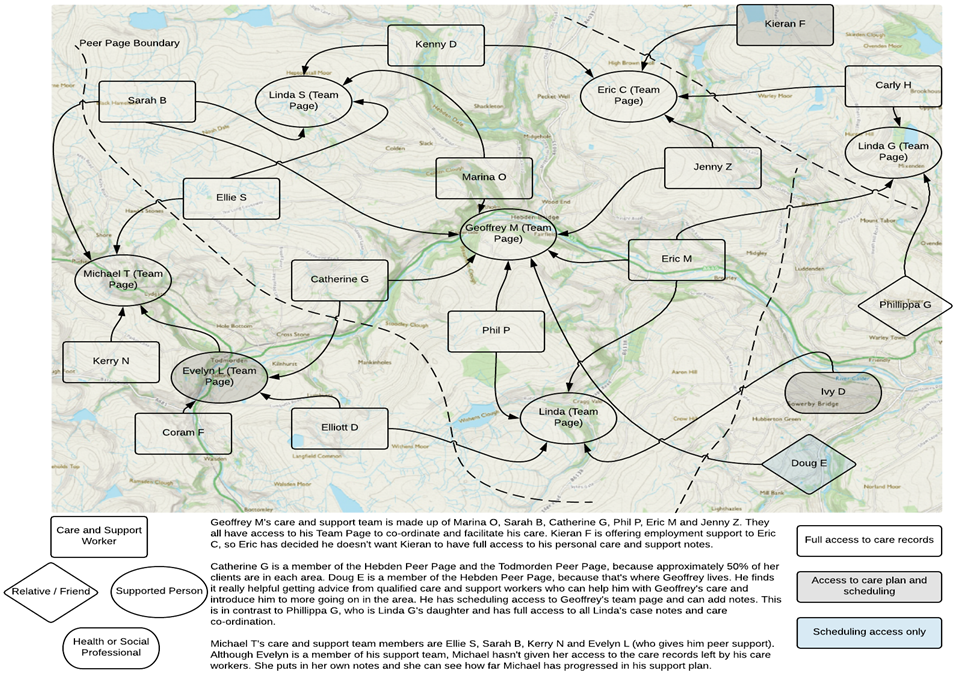 Peer Page Boundary
Kenny D
Kieran F
Sarah B
Linda S (Team
Page)
Eric C (Team
Page)
Carly H
Linda G (Team
Page)
Jenny Z
Marina O
Ellie S
Geoffrey M (Team
Page)
Eric M
Michael T (Team
Page)
Catherine G
Phillippa G
Phil P
Kerry N
Evelyn L (Team
Page)
Ivy D
Coram F
Elliott D
Linda (Team
Page)
Doug E
Care and Support
Worker
Relative / Friend
Supported Person
Health or Social
Professional
Geoffrey M's care and support team is made up of Marina O, Sarah B, Catherine G, Phil P, Eric M and Jenny Z. They
all have access to his Team Page to co-ordinate and facilitate his care. Kieran F is offering employment support to Eric
C, so Eric has decided he doesn't want Kieran to have full access to his personal care and support notes.
Catherine G is a member of the Hebden Peer Page and the Todmorden Peer Page, because approximately 50% of her
clients are in each area. Doug E is a member of the Hebden Peer Page, because that's where Geoffrey lives. He finds
it really helpful getting advice from qualified care and support workers who can help him with Geoffrey's care and
introduce him to more going on in the area. He has scheduling access to Geoffrey's team page and can add notes. This
is in contrast to Phillippa G, who is Linda G's daughter and has full access to all Linda's case notes and care
co-ordination.
Michael T's care and support team members are Ellie S, Sarah B, Kerry N and Evelyn L (who gives him peer support).
Although Evelyn is a member of his support team, Michael hasn't given her access to the care records left by his care
workers. She puts in her own notes and she can see how far Michael has progressed in his support plan.
Full access to care records
Access to care plan and
scheduling
Scheduling access only